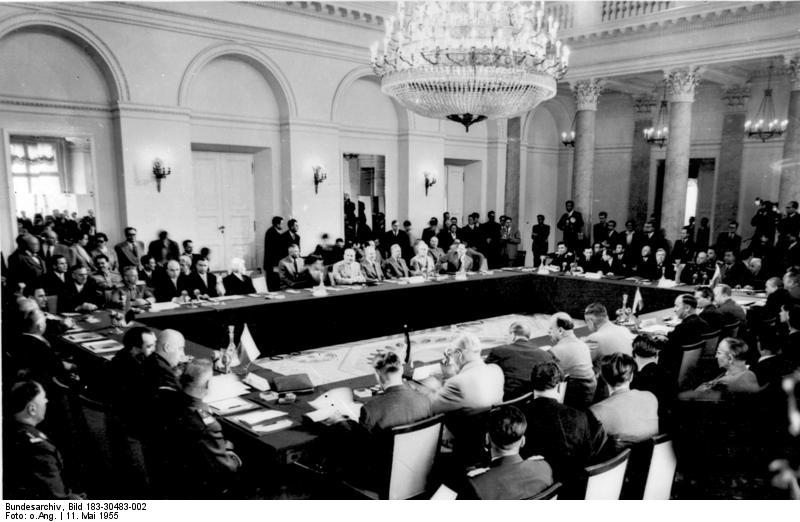 Bundesarchiv, Bild 183-30483-002
Foto: o.Ang. | 11. Mai 1955